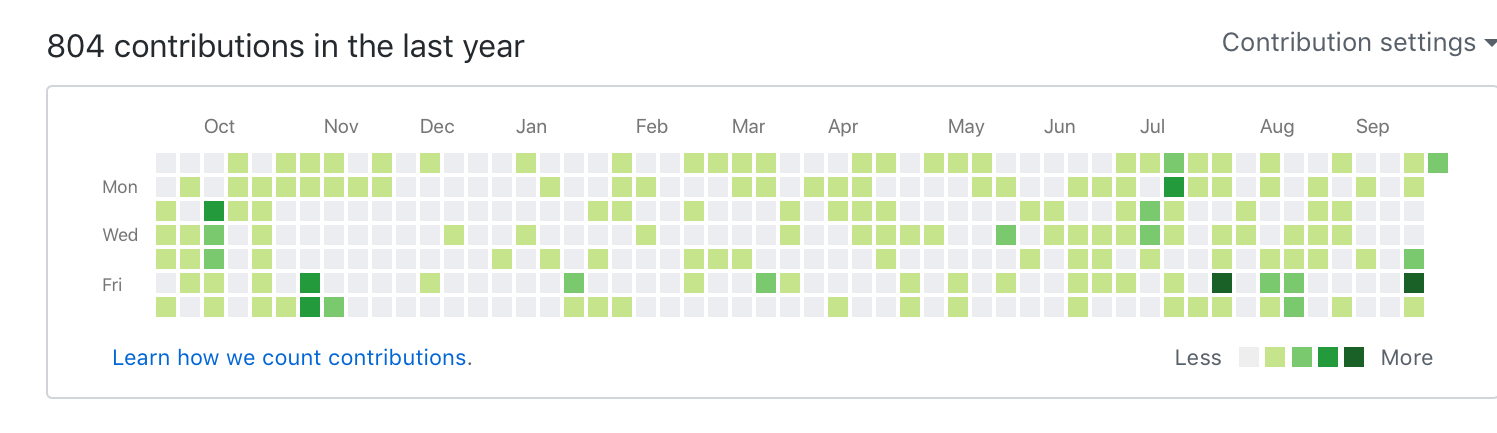 804 contributions in the last year
Contribution settings
Oct Nov Dec Jan Feb Mar Apr May Jun Jul Aug Sep
Mon
Wed
Fri
Learn how we count contributions.
Less More